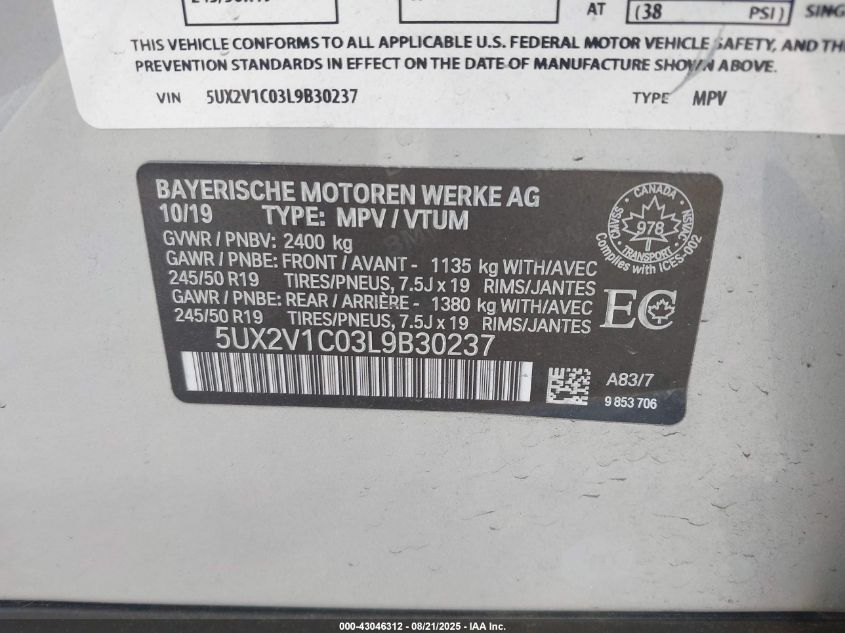 AT (38 PSI) SING
THIS VEHICLE CONFORMS TO ALL APPLICABLE U.S. FEDERAL MOTOR VEHICLE SAFETY, AND THE
PREVENTION STANDARDS IN EFFECT ON THE DATE OF MANUFACTURE SHOWN ABOVE.
VIN 5UX2V1C03L9B30237 TYPE MPV
BAYERISCHE MOTOREN WERKE AG
10/19 TYPE: MPV / VTUM
GVWR / PNBV: 2400 kg
GAWR / PNBE: FRONT / AVANT - 1135 kg WITH/AVEC
245/50 R19 TIRES/PNEUS, 7.5J x 19 RIMS/JANTES
GAWR / PNBE: REAR / ARRIÈRE - 1380 kg WITH/AVEC
245/50 R19 TIRES/PNEUS, 7.5J x 19 RIMS/JANTES
5UX2V1C03L9B30237
CANADA
CMVSS NSVAC
978
TRANSPORT
Complies with ICES-002
EC
A83/7
9 853 706
000-43046312 - 08/21/2025 - IAA Inc.